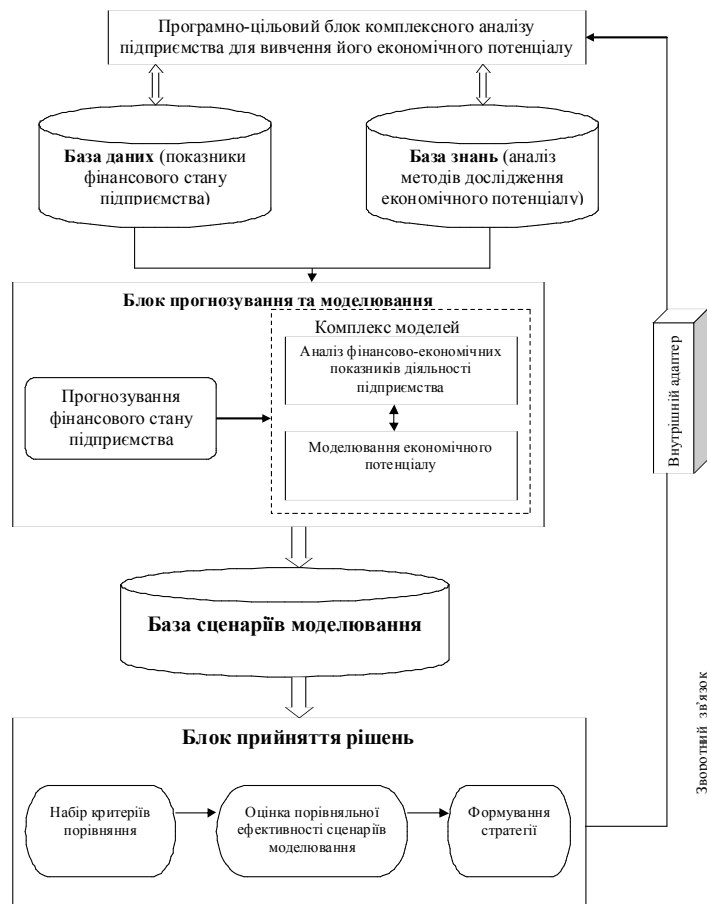 Програмно-цільовий блок комплексного аналізу
підприємства для вивчення його економічного потенціалу
База даних (показники
фінансового стану
підприємства)
База знань (аналіз
методів дослідження
економічного потенціалу)
Блок прогнозування та моделювання
Комплекс моделей
Аналіз фінансово-економічних
показників діяльності
підприємства
Прогнозування
фінансового стану
підприємства
Моделювання економічного
потенціалу
Внутрішній адаптер
База сценаріїв моделювання
Зворотний зв'язок
Блок прийняття рішень
Набір критеріїв
порівняння
Оцінка порівняльної
ефективності сценаріїв
моделювання
Формування
стратегії